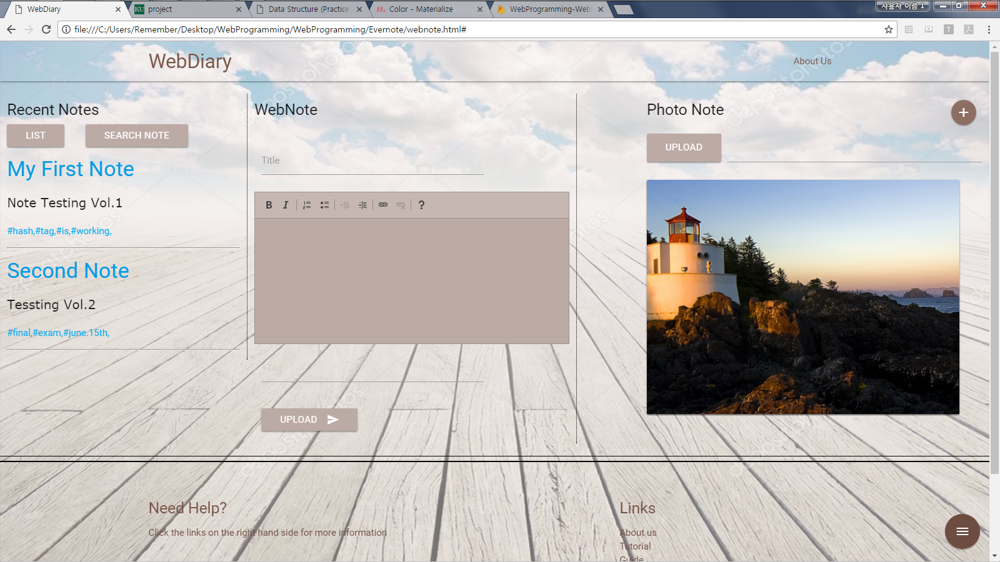 WebDiary
KU project
Data Structure (Practice
Color - Materialize
WebProgramming-Web
사용자 이름 1
file:///C:/Users/Remember/Desktop/WebProgramming/WebProgramming/Evernote/webnote.html#
WebDiary
About Us
Recent Notes
LIST
SEARCH NOTE
My First Note
Note Testing Vol.1
#hash,#tag,#is,#working,
Second Note
Tessting Vol.2
#final,#exam,#june.15th,
WebNote
Title
B I ?
+Tag
UPLOAD
Photo Note
+
UPLOAD
Need Help?
Click the links on the right hand side for more information
Links
About us
Tutorial
Guide
depositphotos